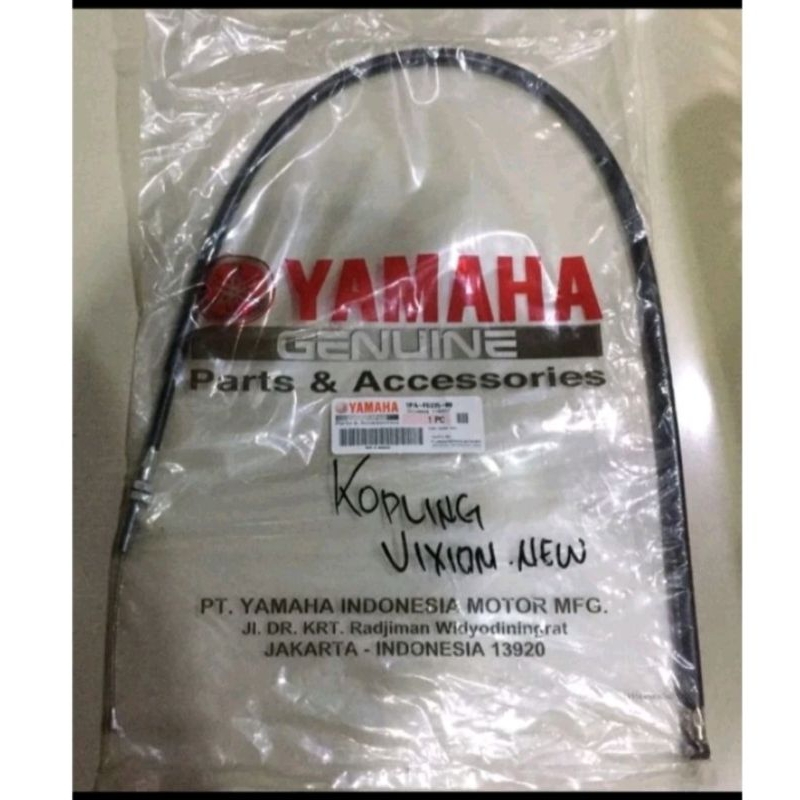 YAMAHA
GENUINE
Parts & Accessories
YAMAHA
1 PC
KOPLING
VIXION.NEW
PT. YAMAHA INDONESIA MOTOR MFG.
Jl. DR. KRT. Radjiman Widyodiningrat
JAKARTA - INDONESIA 13920